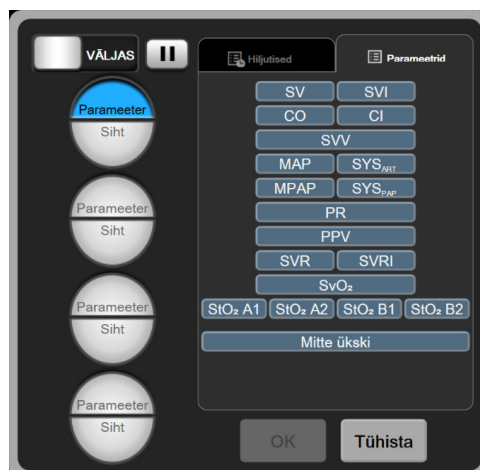 VÄLJAS
Hiljutised
Parameetrid
Parameeter
Siht
Parameeter
Siht
Parameeter
Siht
Parameeter
Siht
SV SVI
CO CI
SVV
MAP SYSART
MPAP SYSPAP
PR
PPV
SVR SVRI
SvO₂
StO₂ A1 StO₂ A2 StO₂ B1 StO₂ B2
Mitte ükski
OK
Tühista